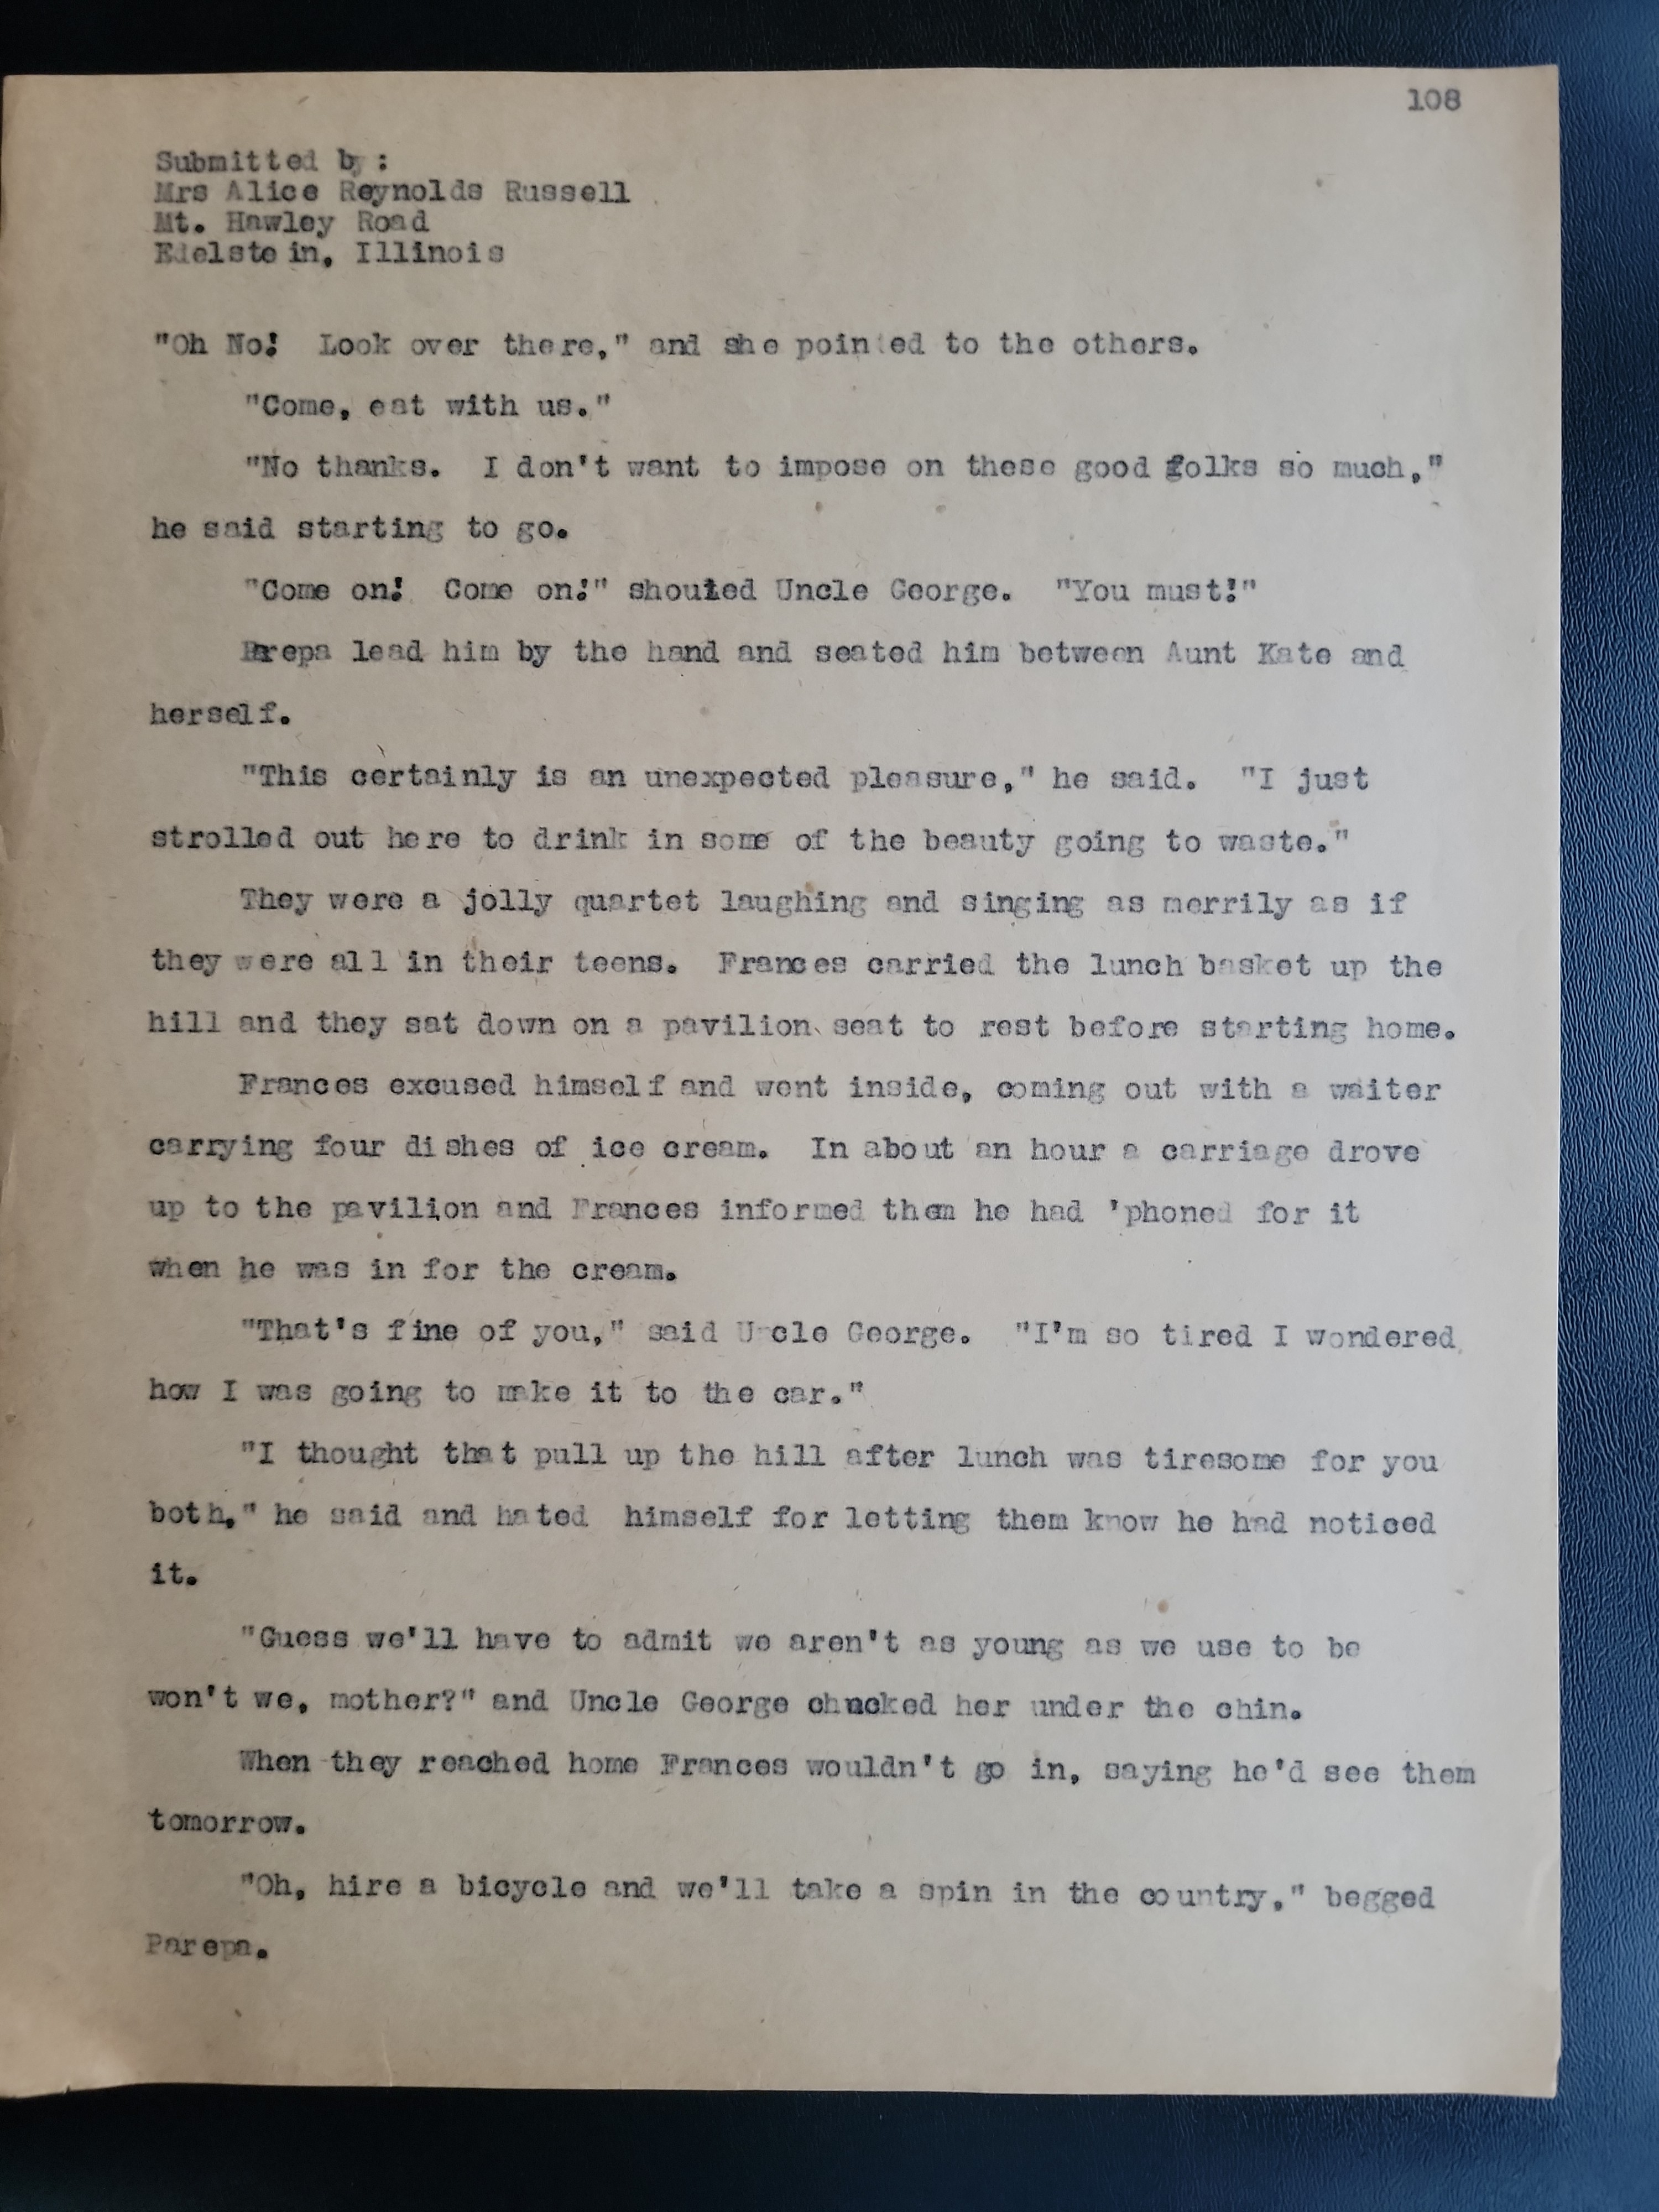 108
Submitted by:
Mrs Alice Reynolds Russell
Mt. Hawley Road
Edelstein, Illinois
"Oh No!  Look over there," and she pointed to the others.
"Come, eat with us."
"No thanks.  I don't want to impose on these good folks so much,"
he said starting to go.
"Come on!  Come on!" shouted Uncle George.  "You must!"
Parepa lead him by the hand and seated him between Aunt Kate and
herself.
"This certainly is an unexpected pleasure," he said.  "I just
strolled out here to drink in some of the beauty going to waste."
They were a jolly quartet laughing and singing as merrily as if
they were all in their teens.  Frances carried the lunch basket up the
hill and they sat down on a pavilion seat to rest before starting home.
Frances excused himself and went inside, coming out with a waiter
carrying four dishes of ice cream.  In about an hour a carriage drove
up to the pavilion and Frances informed them he had 'phoned for it
when he was in for the cream.
"That's fine of you," said Uncle George.  "I'm so tired I wondered
how I was going to make it to the car."
"I thought that pull up the hill after lunch was tiresome for you
both," he said and hated himself for letting them know he had noticed
it.
"Guess we'll have to admit we aren't as young as we use to be
won't we, mother?" and Uncle George chucked her under the chin.
When they reached home Frances wouldn't go in, saying he'd see them
tomorrow.
"Oh, hire a bicycle and we'll take a spin in the country," begged
Parepa.